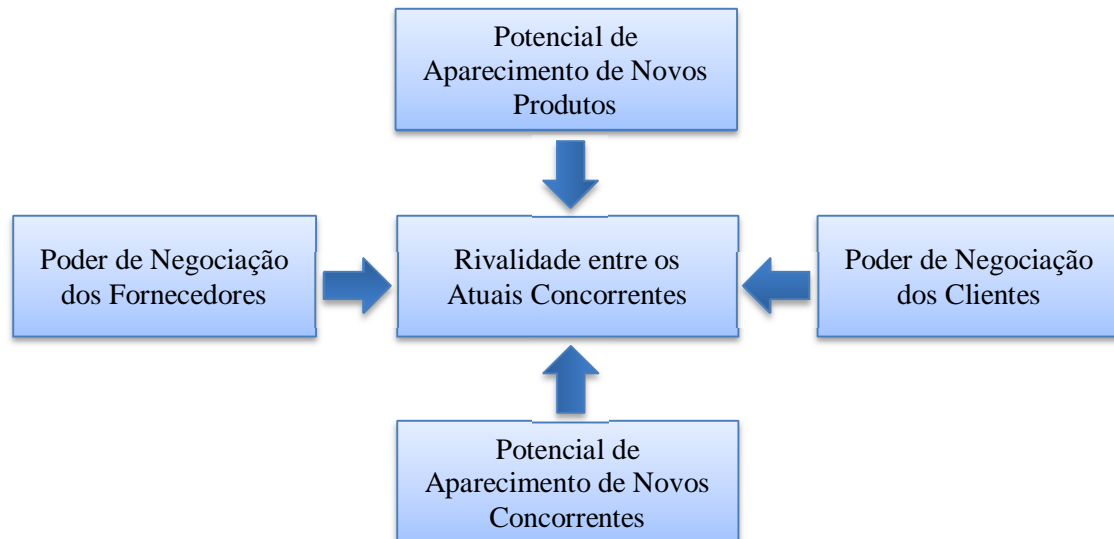 Potencial de
Aparecimento de Novos
Produtos
Poder de Negociação
dos Fornecedores
Rivalidade entre os
Atuais Concorrentes
Poder de Negociação
dos Clientes
Potencial de
Aparecimento de Novos
Concorrentes